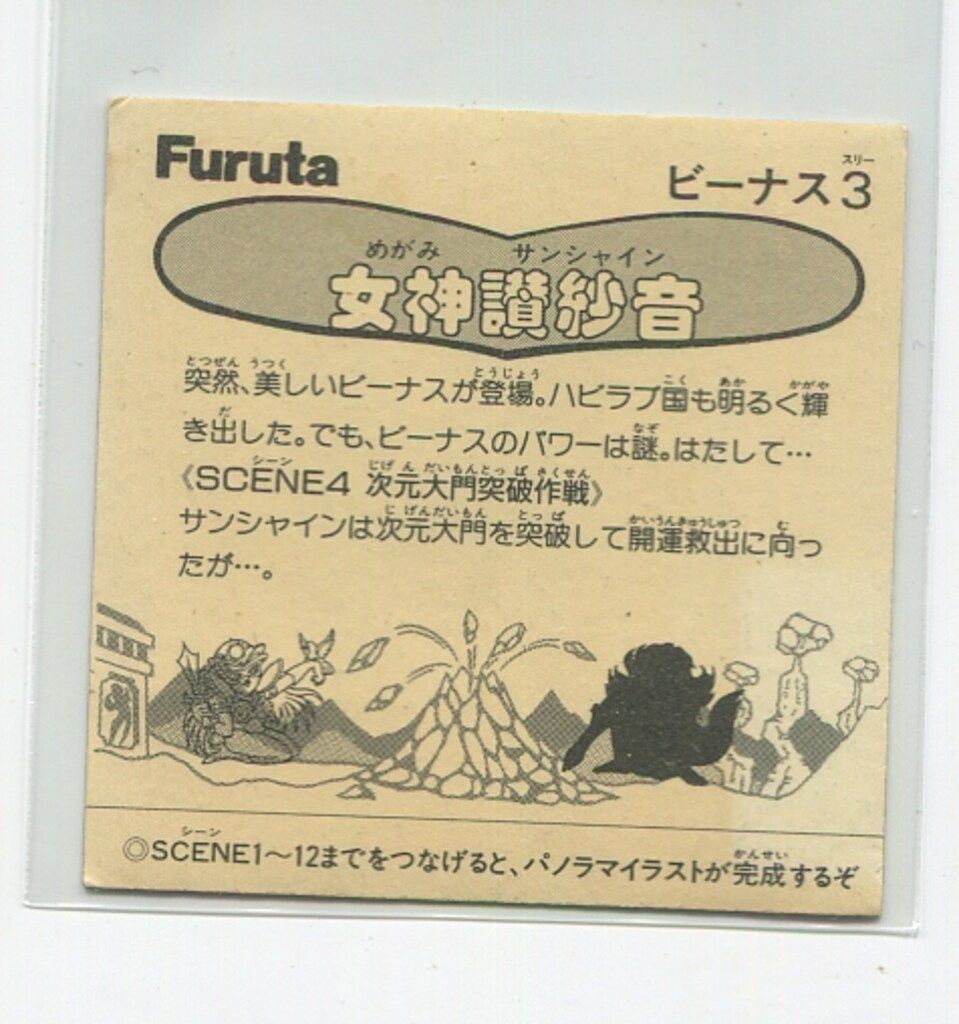 Furuta
スリー
ビーナス3
めがみ サンシャイン
女神讃紗音
とつぜん うつく とうじょう こく あか かがや
突然、美しいビーナスが登場。ハビラプ国も明るく輝
だ なぞ
き出した。でも、ビーナスのパワーは謎。はたして…
シーン じげんだいもんとっぱさくせん
《SCENE4 次元大門突破作戦》
じげんだいもん とっぱ かいうんきゅうしゅつ む
サンシャインは次元大門を突破して開運救出に向っ
たが…。
シーン かんせい
◎SCENE1〜12までをつなげると、パノラマイラストが完成するぞ